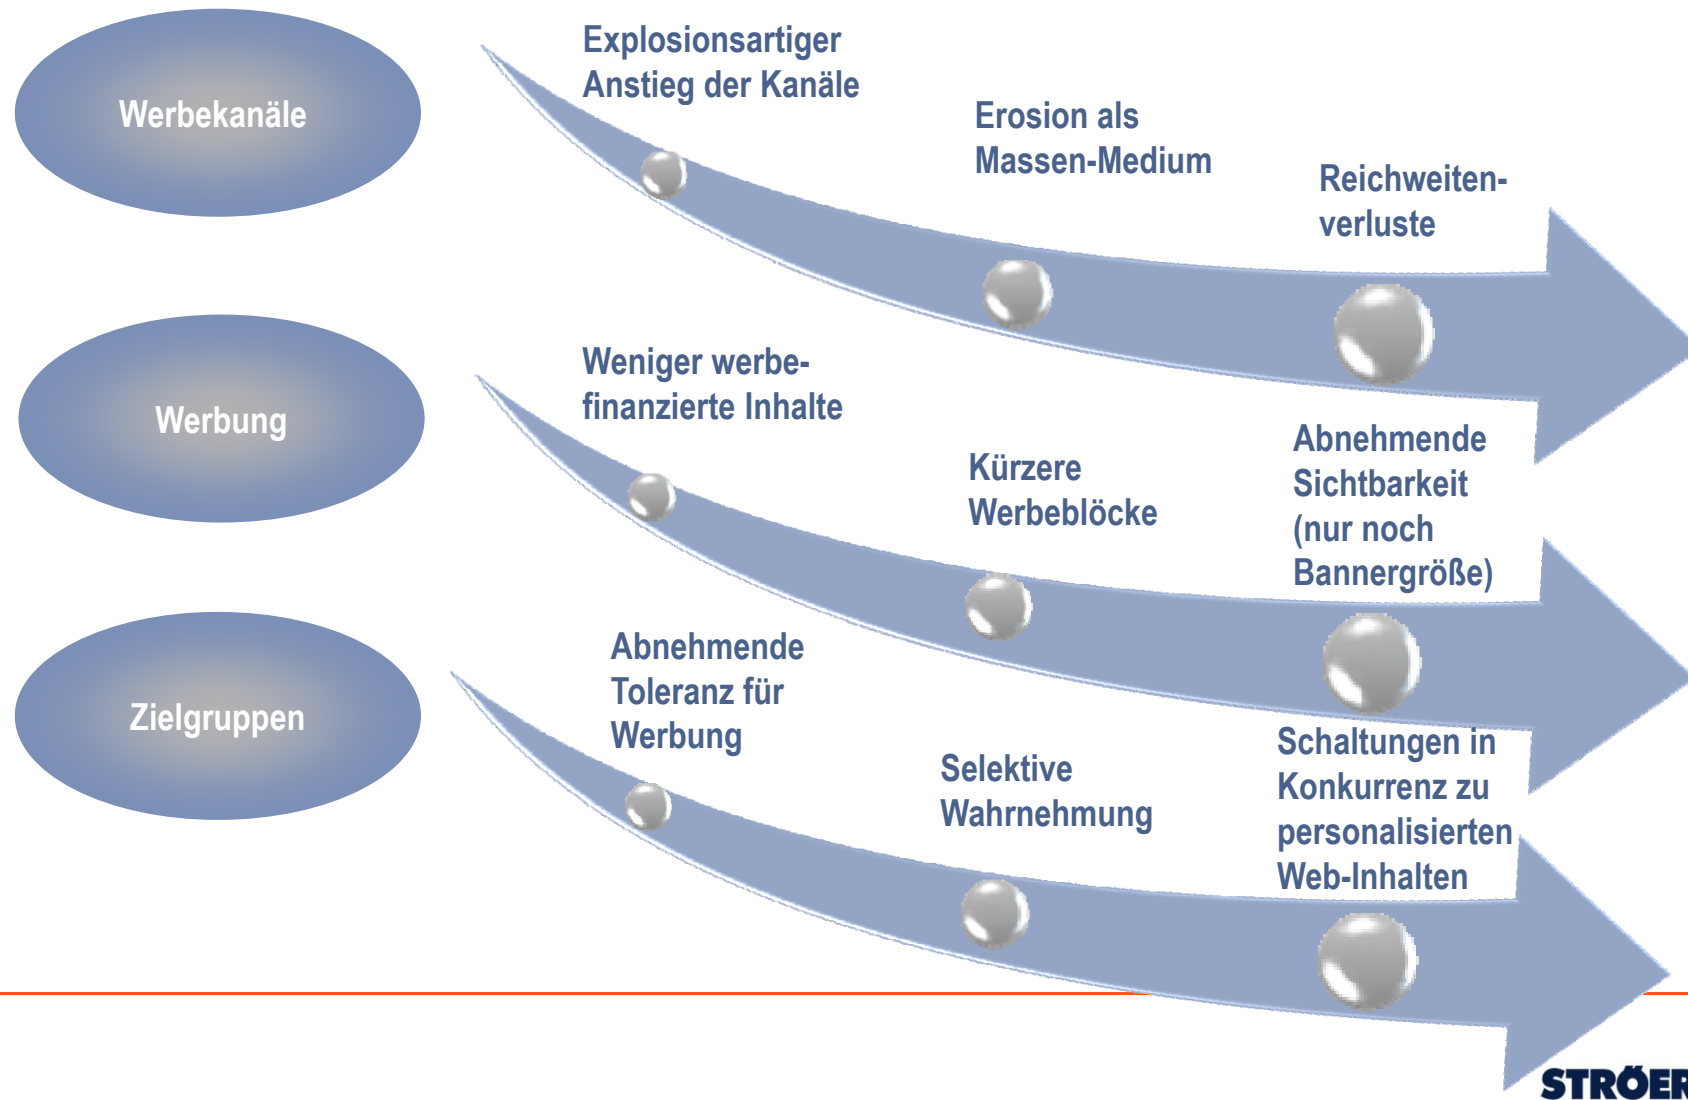 Werbekanäle
Explosionsartiger
Anstieg der Kanäle
Erosion als
Massen-Medium
Reichweiten-
verluste
Werbung
Weniger werbe-
finanzierte Inhalte
Kürzere
Werbeblöcke
Abnehmende
Sichtbarkeit
(nur noch
Bannergröße)
Zielgruppen
Abnehmende
Toleranz für
Werbung
Selektive
Wahrnehmung
Schaltungen in
Konkurrenz zu
personalisierten
Web-Inhalten
STRÖER